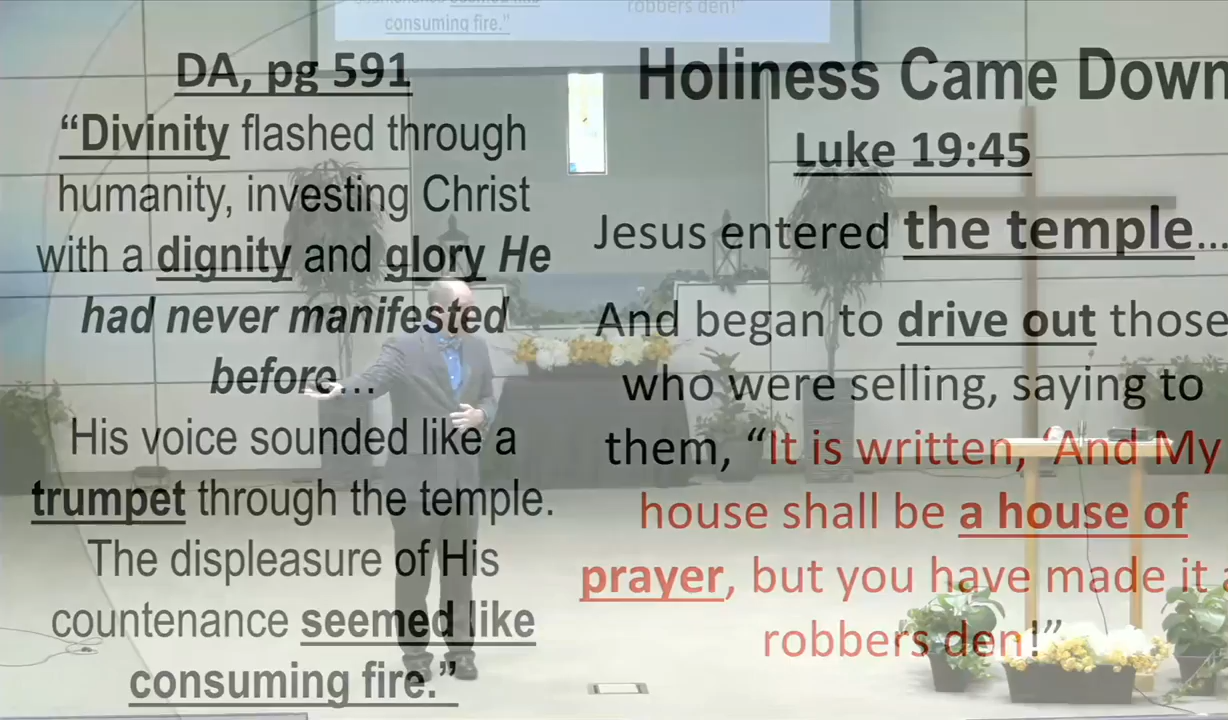 consuming fire."
robbers den!"
DA, pg 591
“Divinity flashed through
humanity, investing Christ
with a dignity and glory He
had never manifested
before…
His voice sounded like a
trumpet through the temple.
The displeasure of His
countenance seemed like
consuming fire.”
Holiness Came Down
Luke 19:45
Jesus entered the temple…
And began to drive out those
who were selling, saying to
them, “It is written, ‘And My
house shall be a house of
prayer, but you have made it a
robbers den!”